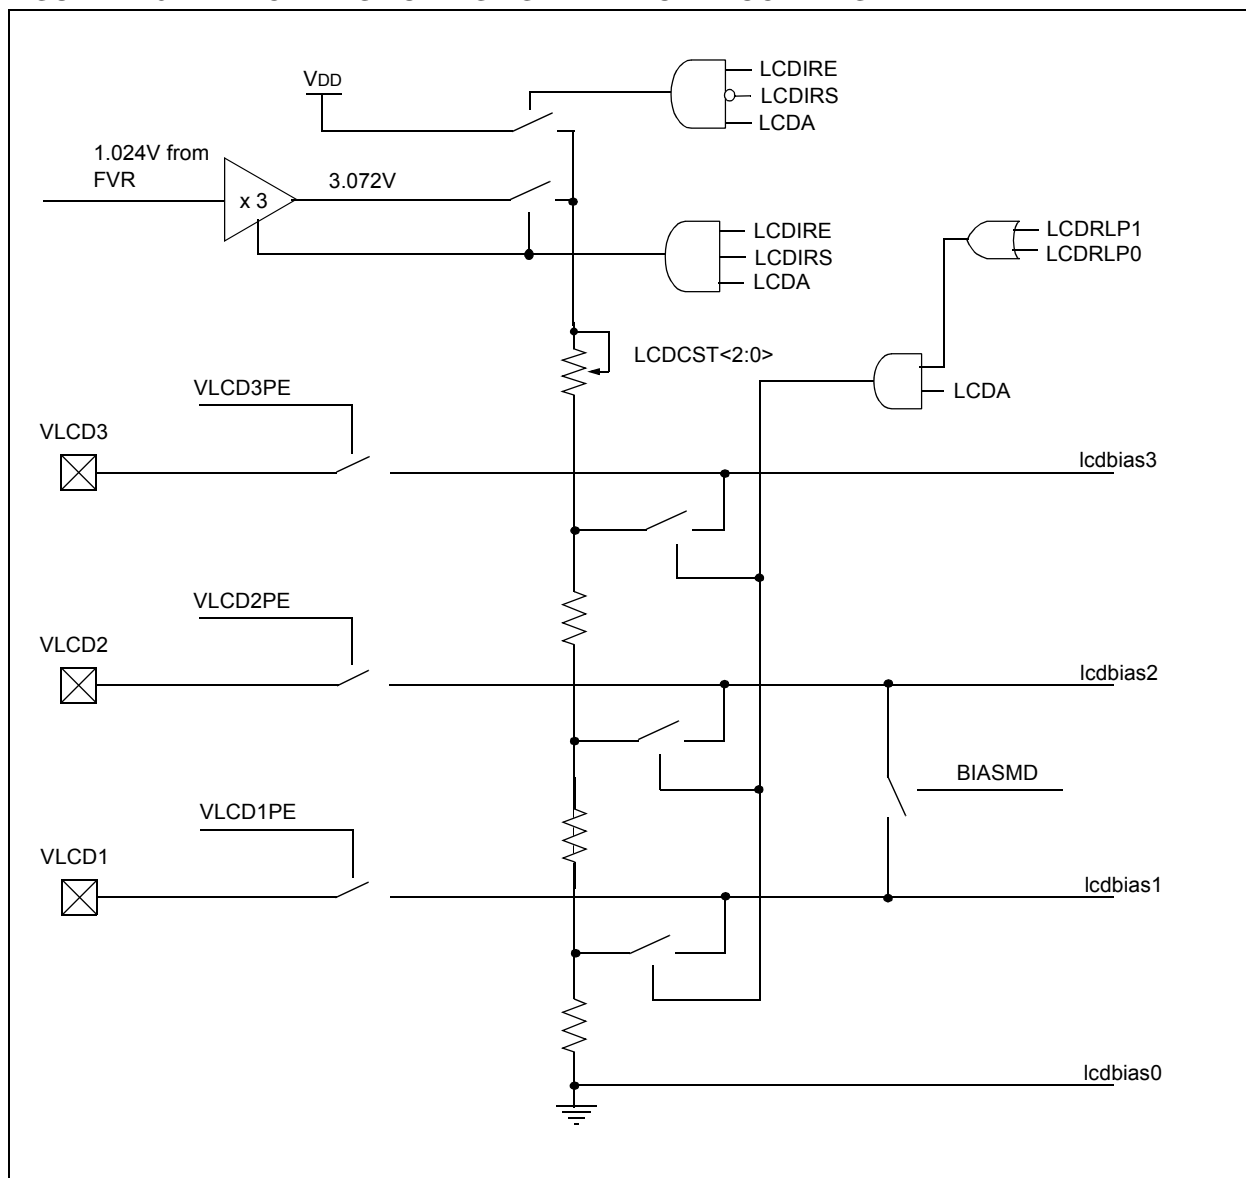 VDD
LCDIRE
LCDIRS
LCDA
1.024V from
FVR
x 3
3.072V
LCDIRE
LCDIRS
LCDA
LCDRLP1
LCDRLP0
LCDCST<2:0>
LCDA
VLCD3PE
VLCD3
lcdbias3
VLCD2PE
VLCD2
lcdbias2
BIASMD
VLCD1PE
VLCD1
lcdbias1
lcdbias0